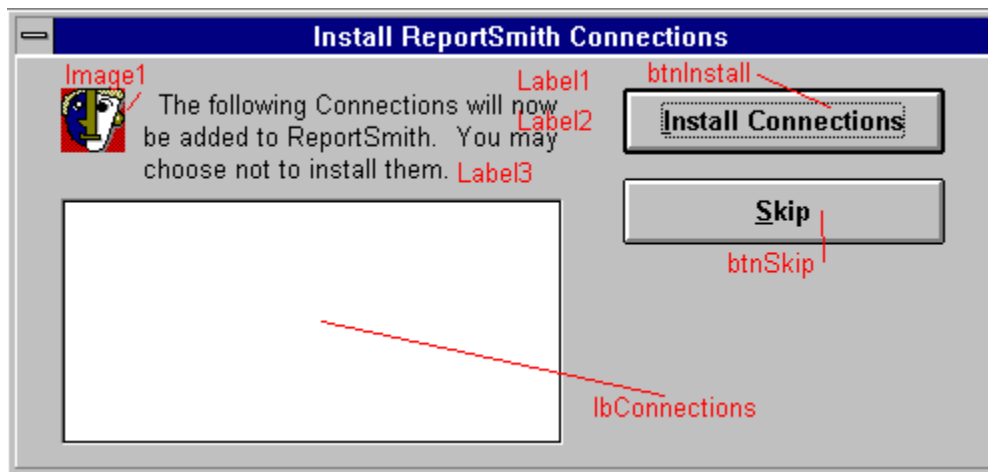 Install ReportSmith Connections
Image1
Label1
btnInstall
The following Connections will now
Label2
be added to ReportSmith. You may
Install Connections
choose not to install them.
Label3
Skip
btnSkip
lbConnections